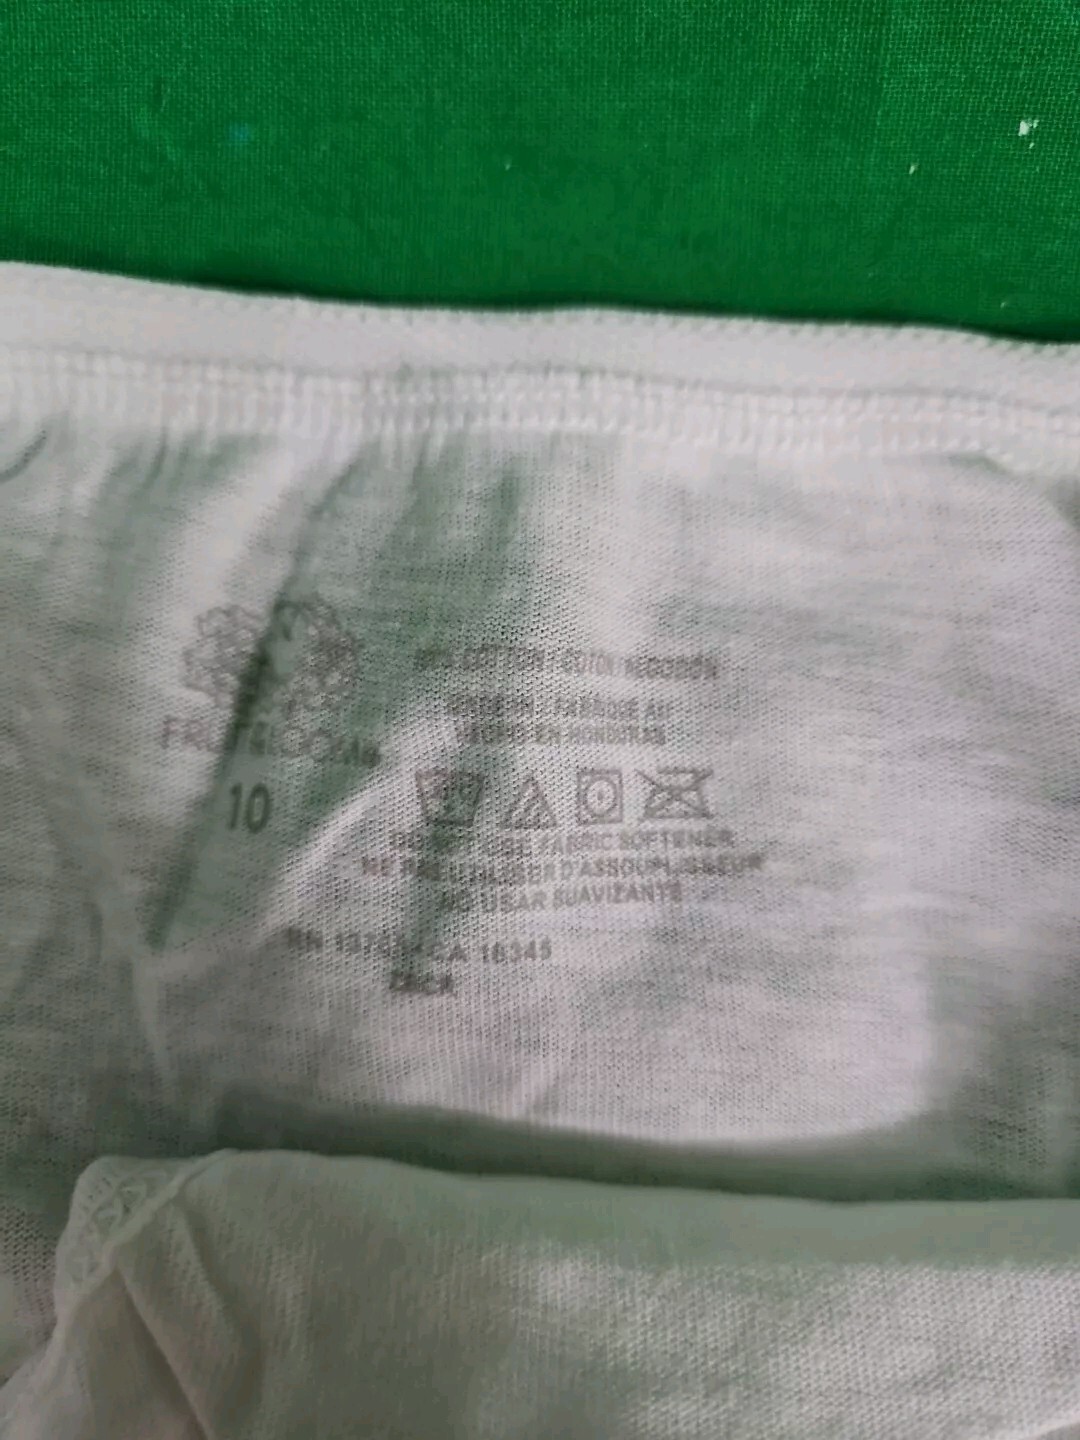 FRUIT OF THE LOOM
10
COTTON / COTON / ALGODÓN
MADE IN / FABRIQUÉ AU
HECHO EN HONDURAS
DO NOT USE FABRIC SOFTENER
NE PAS UTILISER D'ASSOUPLISSEUR
NO USAR SUAVIZANTE
RN CA 16345